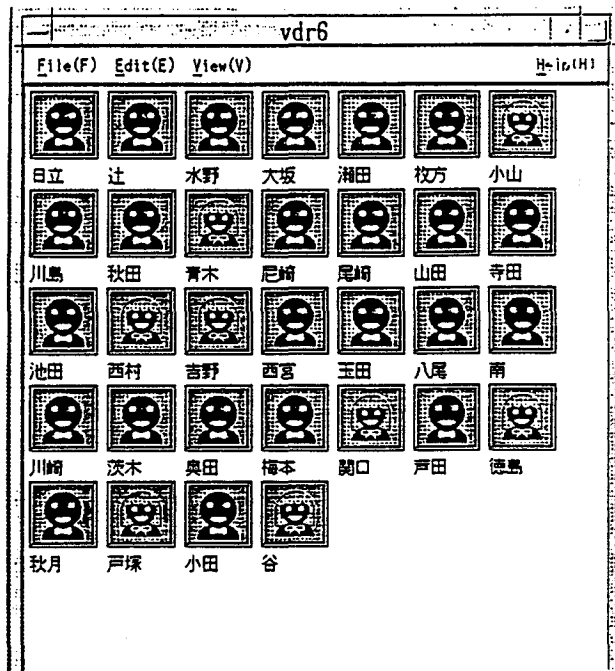 vdr6
File(F) Edit(E) View(V) Help(H)
日立 辻 水野 大坂 瀬田 枚方 小山
川島 秋田 青木 尼崎 尾崎 山田 寺田
池田 西村 吉野 西宮 玉田 八尾 南
川崎 茨木 奥田 梅本 関口 戸田 徳島
秋月 戸塚 小田 谷